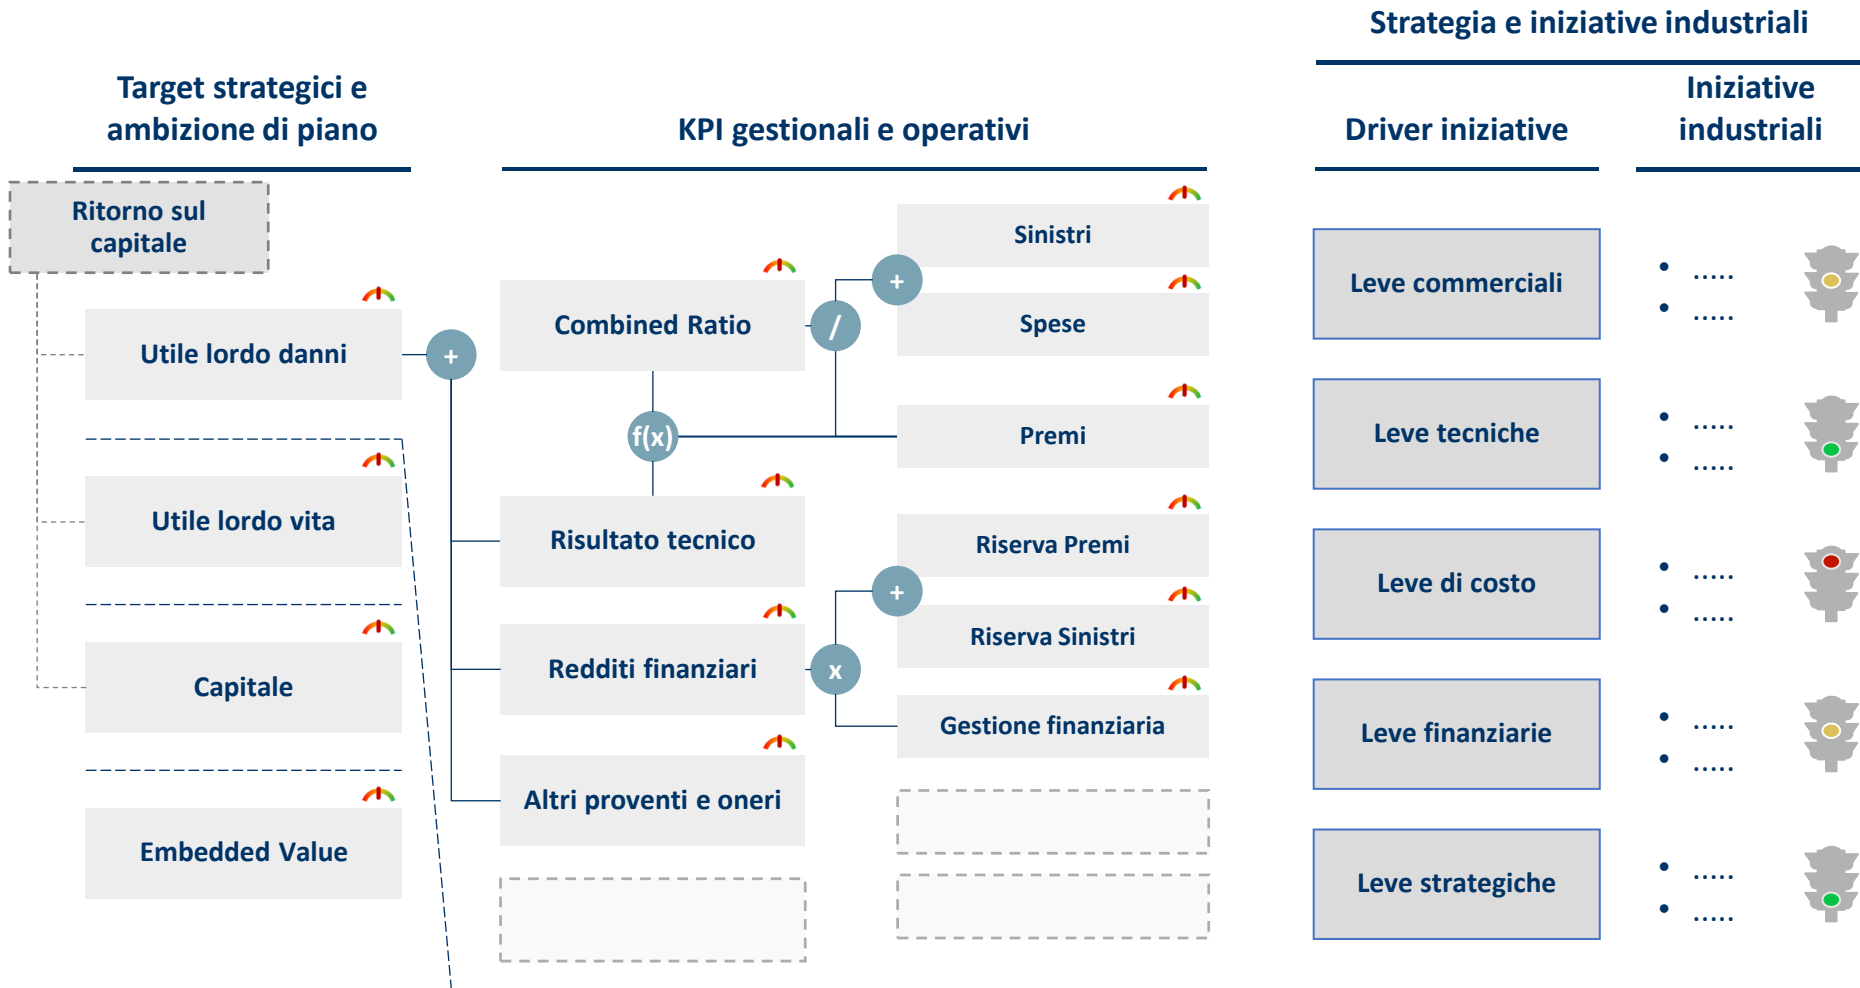 Strategia e iniziative industriali
Target strategici e
ambizione di piano
KPI gestionali e operativi
Driver iniziative
Iniziative
industriali
Ritorno sul
capitale
Utile lordo danni
+
Utile lordo vita
Capitale
Embedded Value
Combined Ratio
/
+
f(x)
Risultato tecnico
Redditi finanziari
x
+
Altri proventi e oneri
Sinistri
Spese
Premi
Riserva Premi
Riserva Sinistri
Gestione finanziaria
Leve commerciali
• .....
• .....
Leve tecniche
• .....
• .....
Leve di costo
• .....
• .....
Leve finanziarie
• .....
• .....
Leve strategiche
• .....
• .....